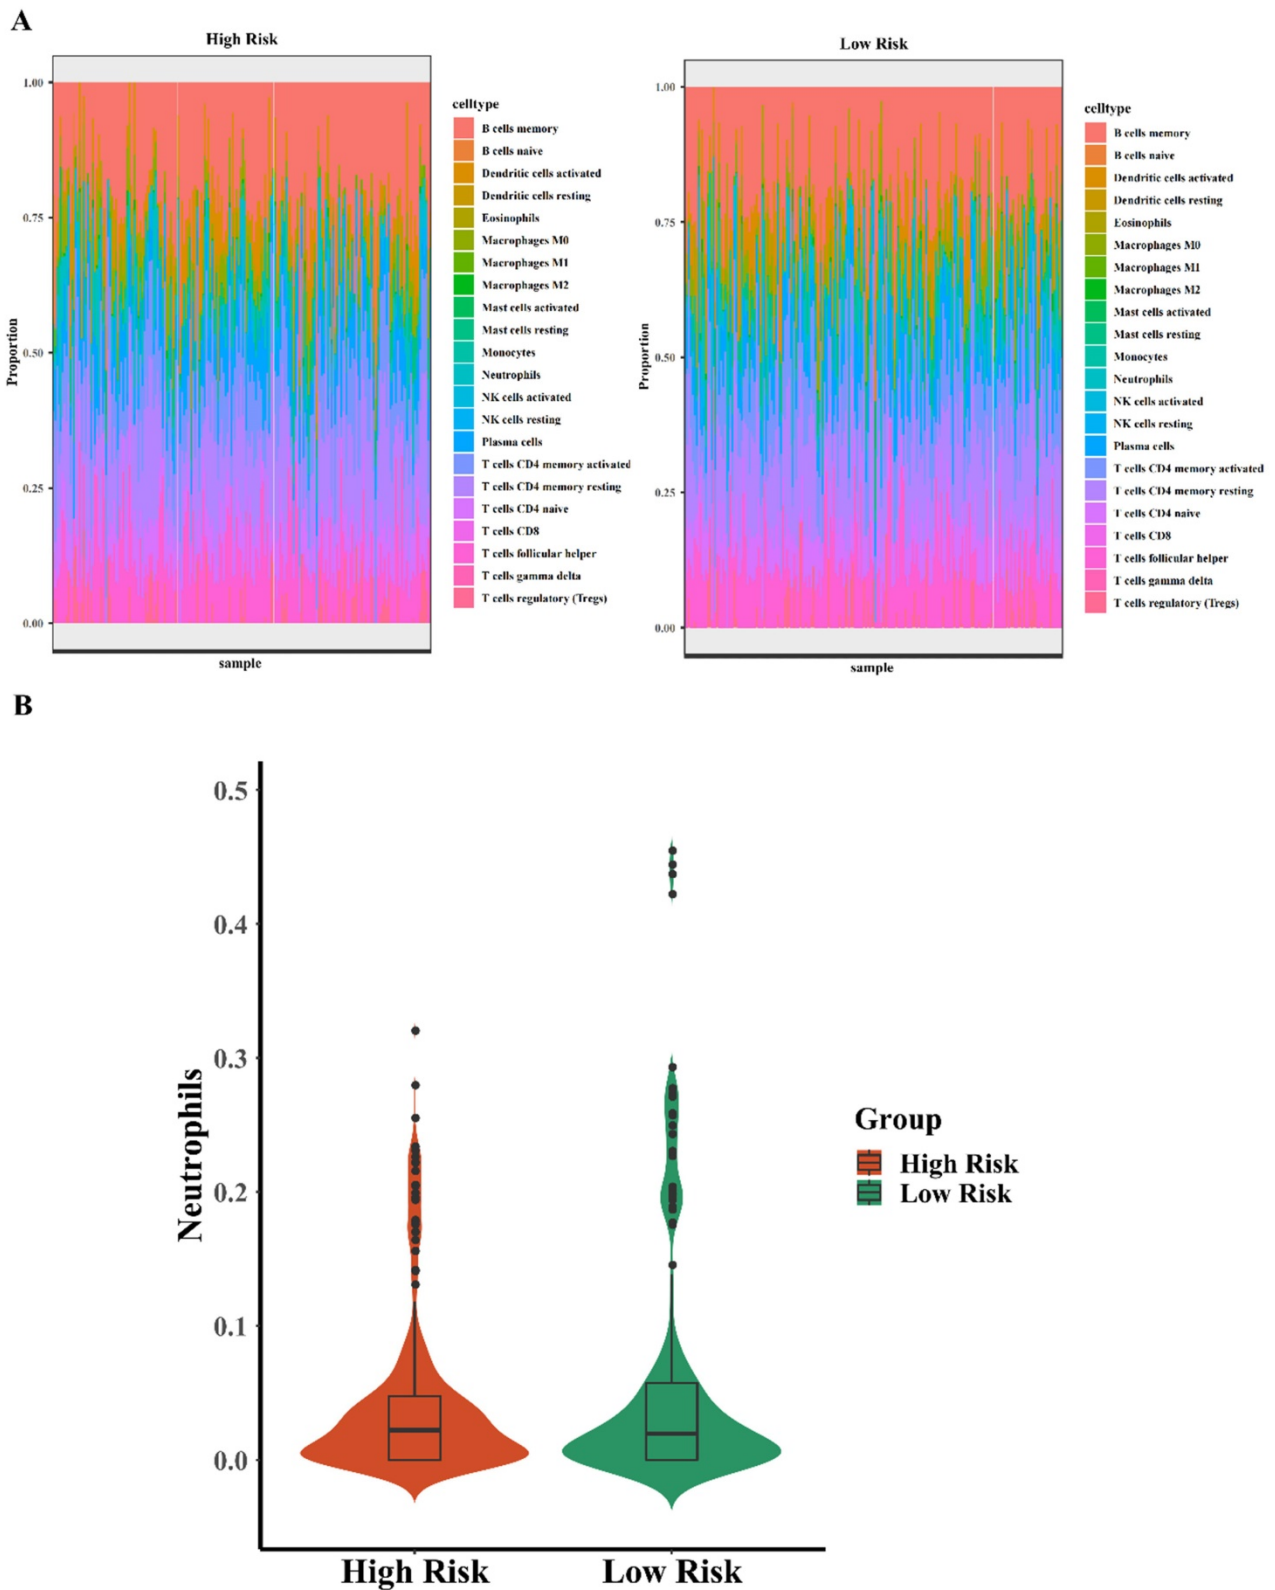 A
High Risk
1.00
0.75
0.50
0.25
0.00
Proportion
sample
celltype
B cells memory
B cells naive
Dendritic cells activated
Dendritic cells resting
Eosinophils
Macrophages M0
Macrophages M1
Macrophages M2
Mast cells activated
Mast cells resting
Monocytes
Neutrophils
NK cells activated
NK cells resting
Plasma cells
T cells CD4 memory activated
T cells CD4 memory resting
T cells CD4 naive
T cells CD8
T cells follicular helper
T cells gamma delta
T cells regulatory (Tregs)
Low Risk
1.00
0.75
0.50
0.25
0.00
Proportion
sample
celltype
B cells memory
B cells naive
Dendritic cells activated
Dendritic cells resting
Eosinophils
Macrophages M0
Macrophages M1
Macrophages M2
Mast cells activated
Mast cells resting
Monocytes
Neutrophils
NK cells activated
NK cells resting
Plasma cells
T cells CD4 memory activated
T cells CD4 memory resting
T cells CD4 naive
T cells CD8
T cells follicular helper
T cells gamma delta
T cells regulatory (Tregs)
B
0.5
0.4
0.3
0.2
0.1
0.0
Neutrophils
High Risk
Low Risk
Group
High Risk
Low Risk